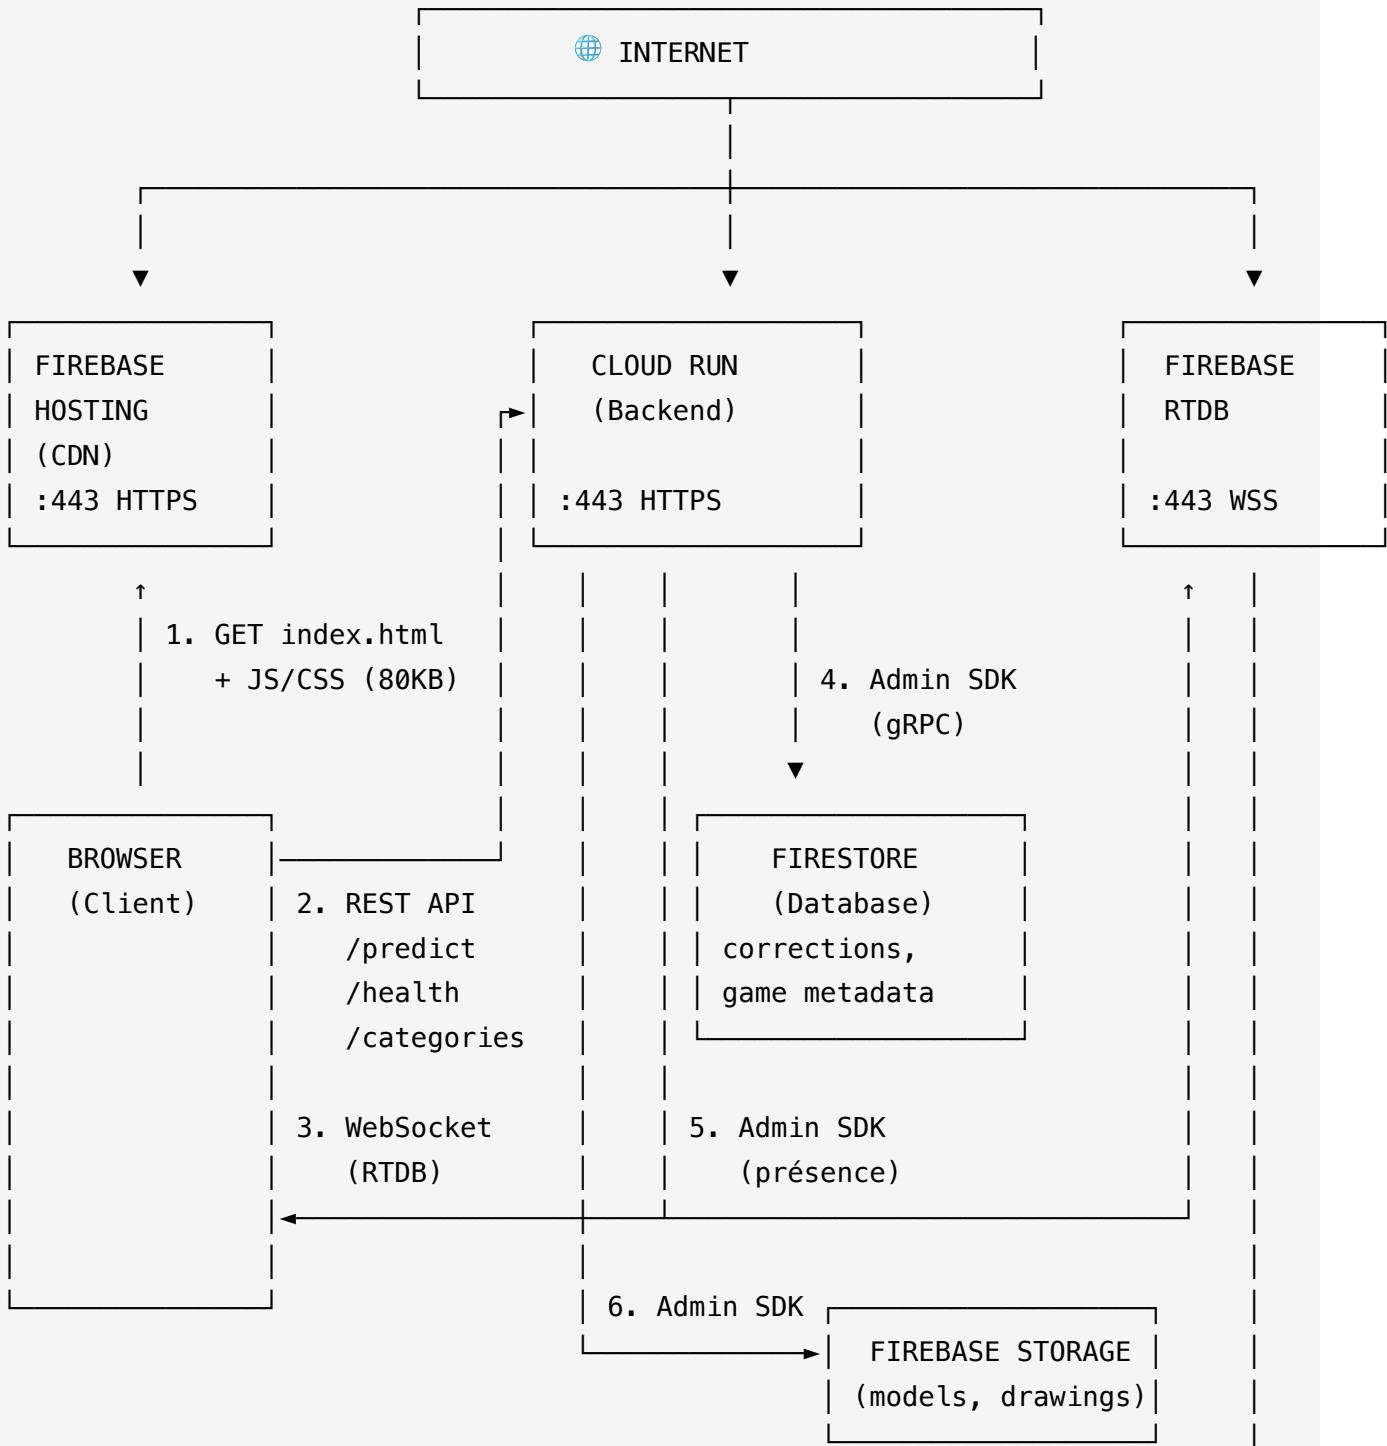 🌐 INTERNET
FIREBASE
HOSTING
(CDN)
:443 HTTPS
CLOUD RUN
(Backend)
:443 HTTPS
FIREBASE
RTDB
:443 WSS
1. GET index.html
+ JS/CSS (80KB)
4. Admin SDK
(gRPC)
BROWSER
(Client)
2. REST API
/predict
/health
/categories
FIRESTORE
(Database)
corrections,
game metadata
3. WebSocket
(RTDB)
5. Admin SDK
(présence)
6. Admin SDK
FIREBASE STORAGE
(models, drawings)